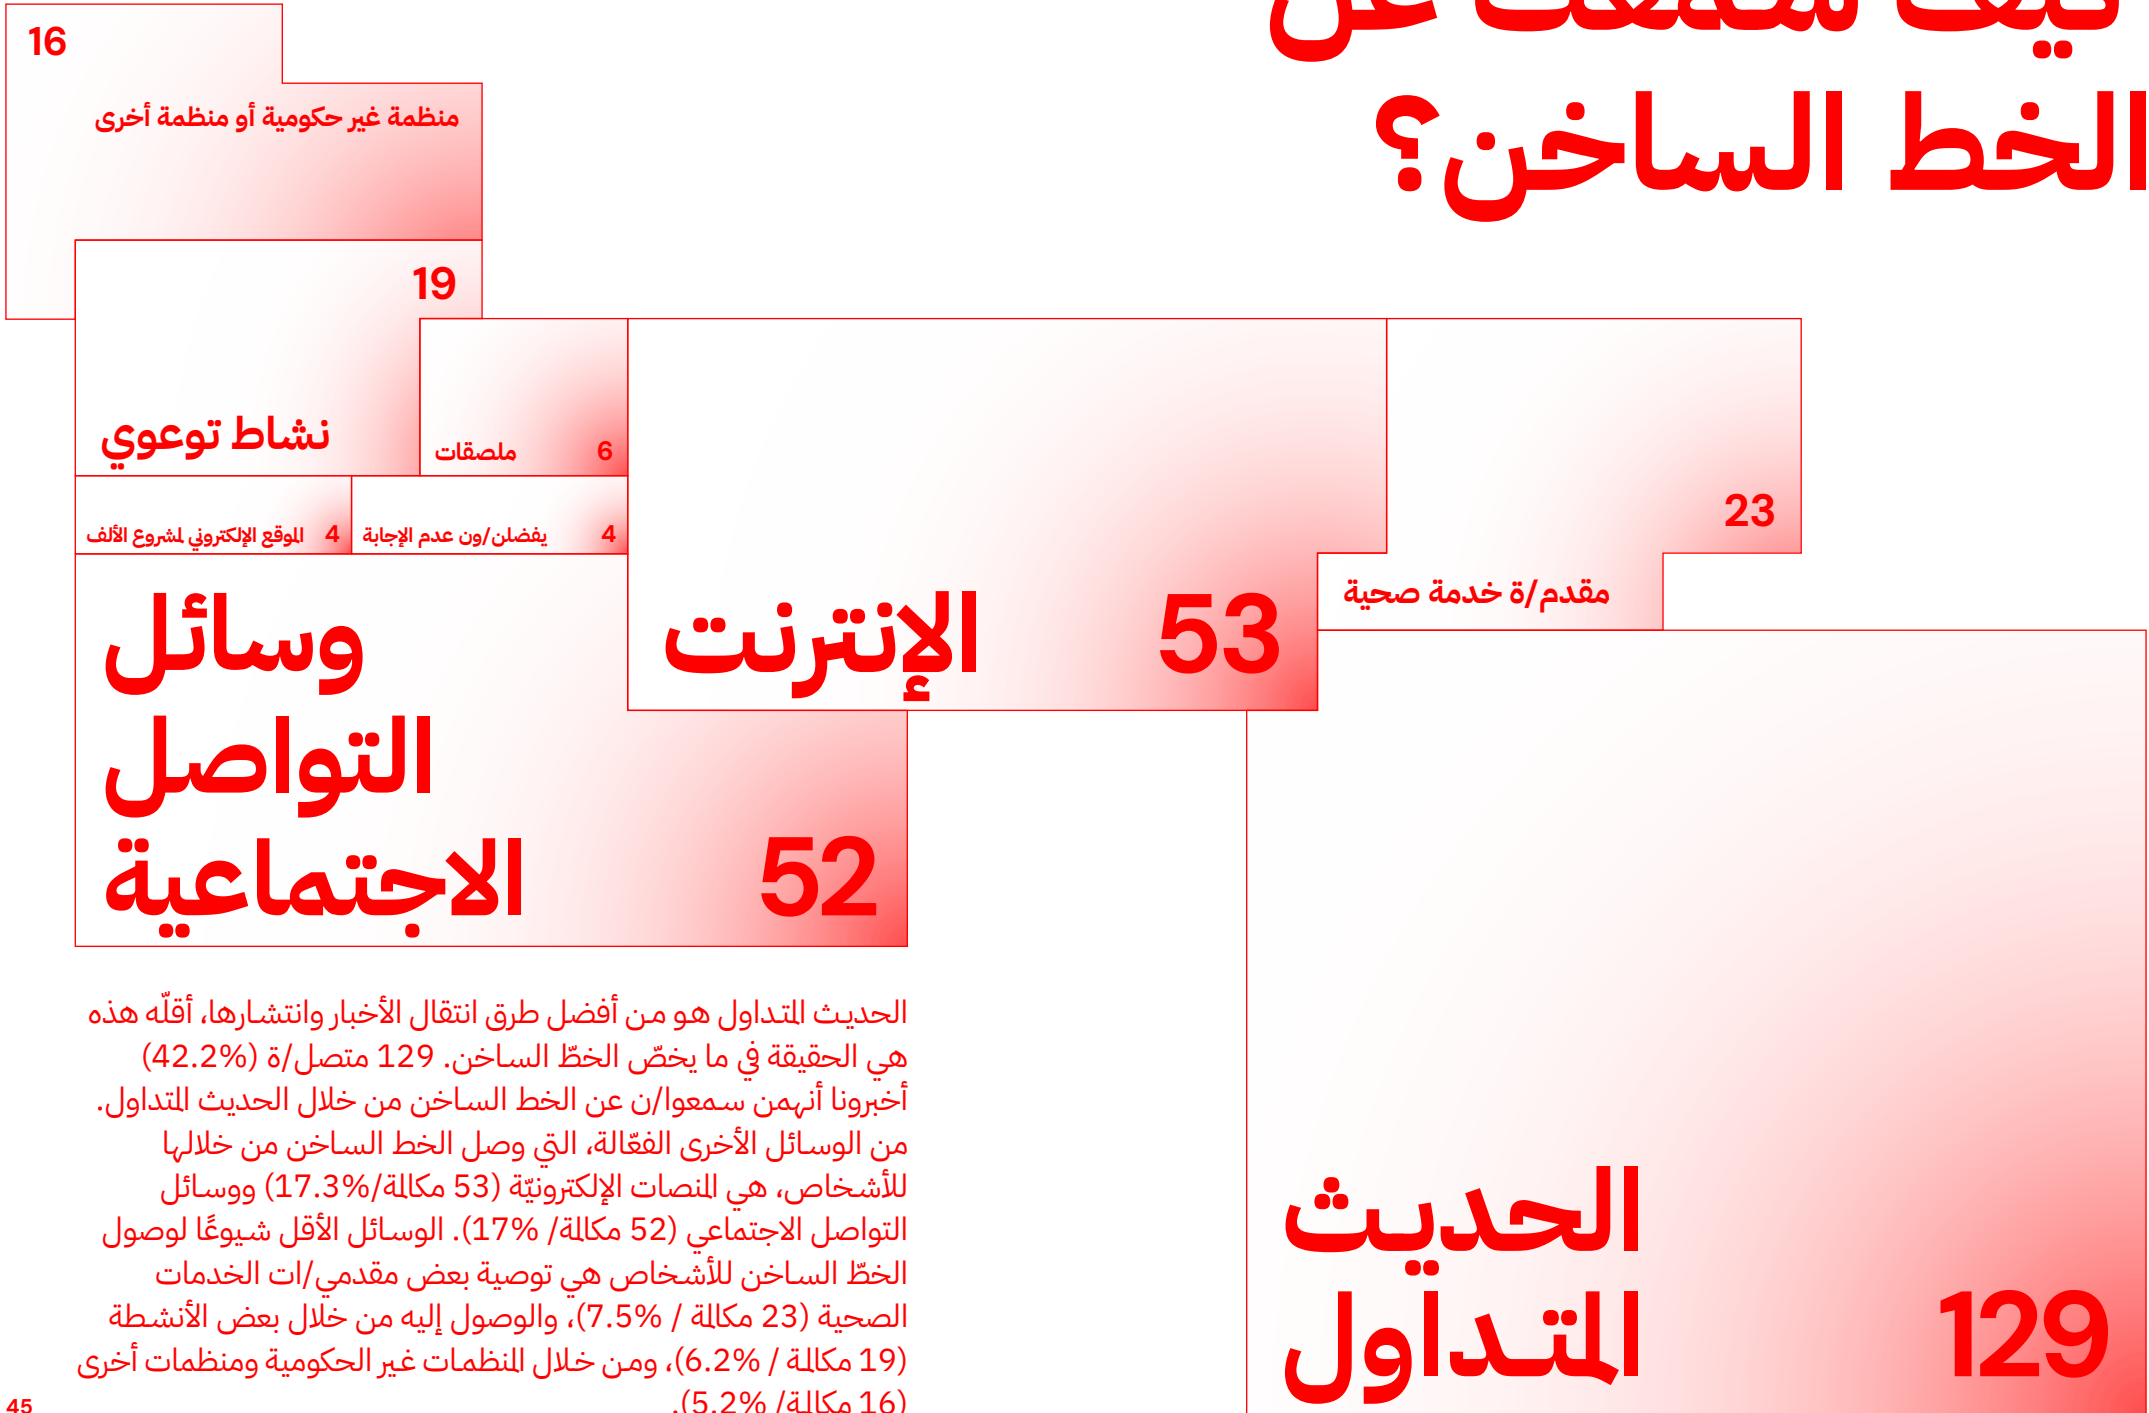 كيف سمعت عن
الخط الساخن؟
16
منظمة غير حكومية أو منظمة أخرى
19
نشاط توعوي
ملصقات 6
الموقع الإلكتروني لمشروع الألف 4
يفضلن/ون عدم الإجابة 4
23
مقدم/ة خدمة صحية
الإنترنت 53
وسائل
التواصل
الاجتماعية 52
الحديث
المتداول 129
الحديث المتداول هو من أفضل طرق انتقال الأخبار وانتشارها، أقلّه هذه
هي الحقيقة في ما يخصّ الخطّ الساخن. 129 متصل/ة (42.2%)
أخبرونا أنهمن سمعوا/ن عن الخط الساخن من خلال الحديث المتداول.
من الوسائل الأخرى الفعّالة، التي وصل الخط الساخن من خلالها
للأشخاص، هي المنصات الإلكترونيّة (53 مكالمة/17.3%) ووسائل
التواصل الاجتماعي (52 مكالمة/ 17%). الوسائل الأقل شيوعًا لوصول
الخطّ الساخن للأشخاص هي توصية بعض مقدمي/ات الخدمات
الصحية (23 مكالمة / 7.5%)، والوصول إليه من خلال بعض الأنشطة
(19 مكالمة / 6.2%)، ومن خلال المنظمات غير الحكومية ومنظمات أخرى
(16 مكالمة/ 5.2%).
45